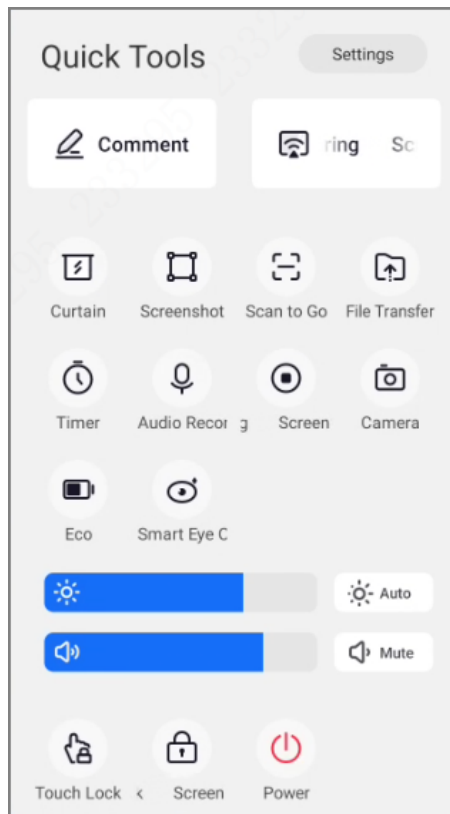 Quick Tools Settings
Comment ring Sc
Curtain Screenshot Scan to Go File Transfer
Timer Audio Recor g Screen Camera
Eco Smart Eye C
Auto
Mute
Touch Lock Screen Power